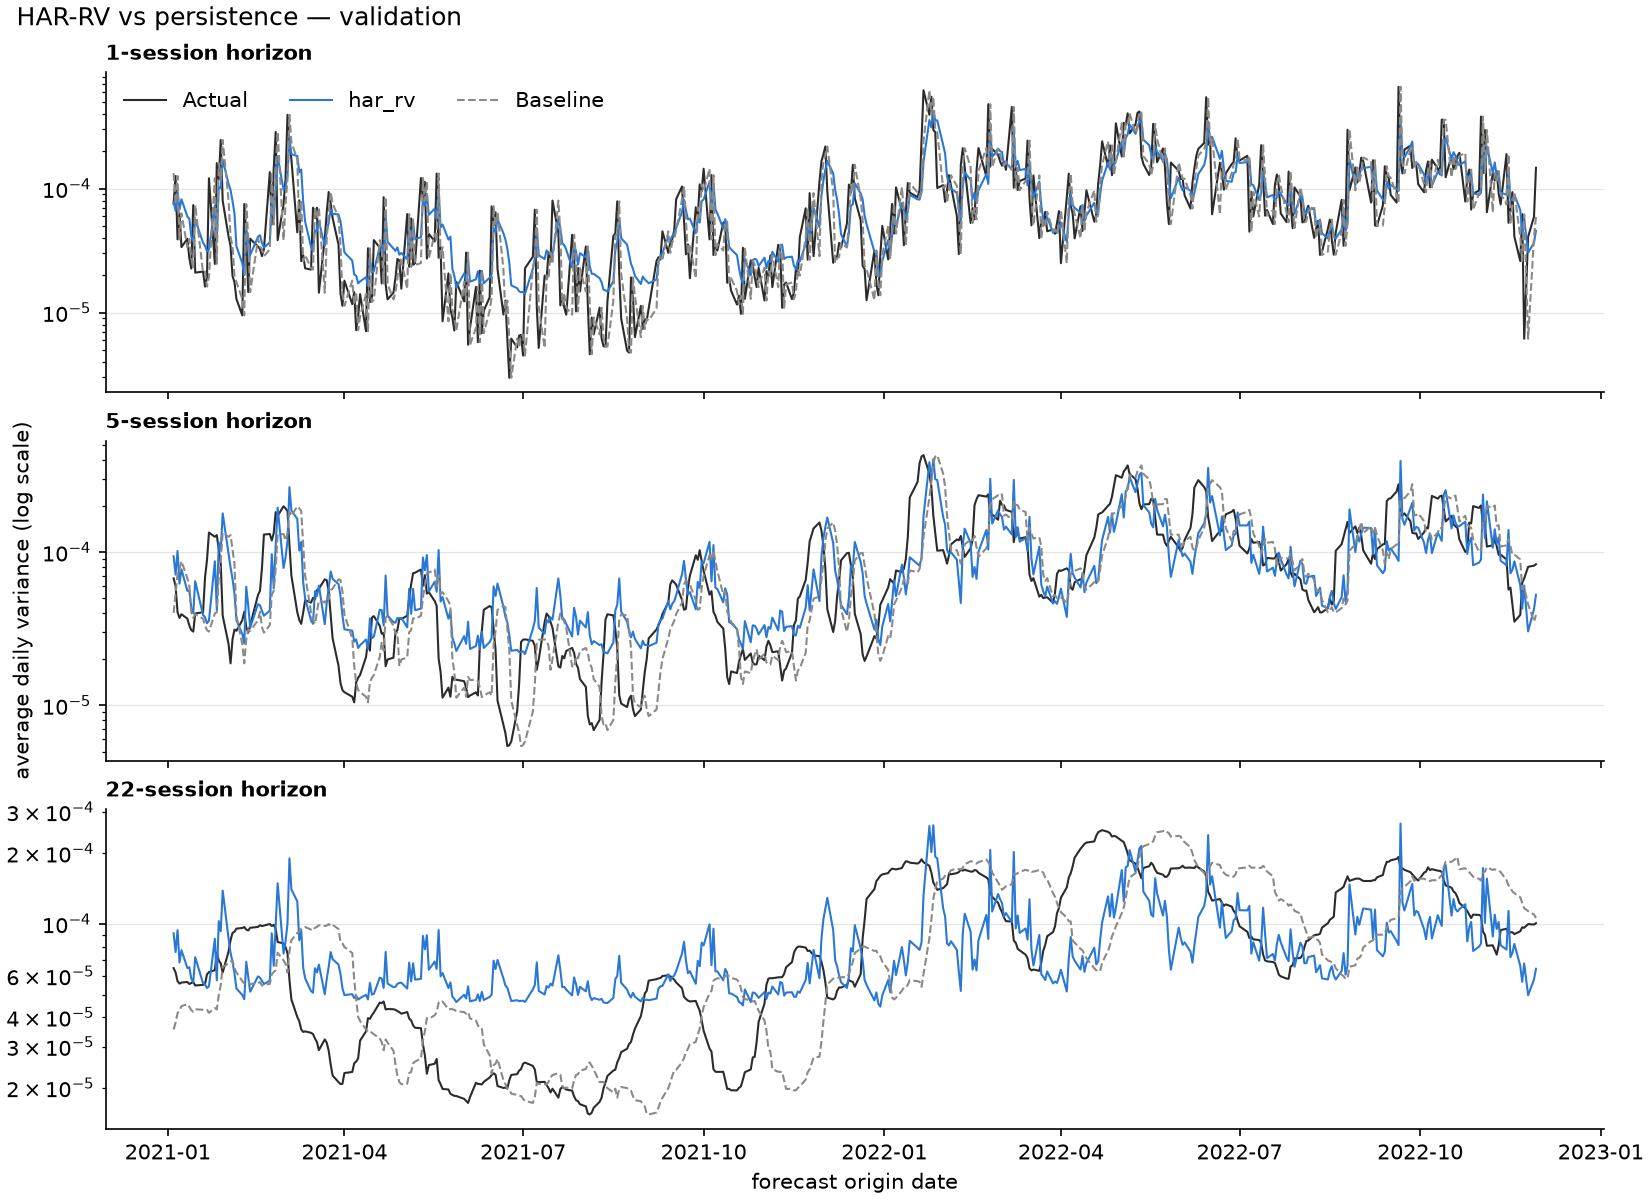 HAR-RV vs persistence — validation
1-session horizon
Actual har_rv Baseline
10⁻⁴
10⁻⁵
5-session horizon
10⁻⁴
10⁻⁵
average daily variance (log scale)
22-session horizon
3 × 10⁻⁴
2 × 10⁻⁴
10⁻⁴
6 × 10⁻⁵
4 × 10⁻⁵
3 × 10⁻⁵
2 × 10⁻⁵
2021-01 2021-04 2021-07 2021-10 2022-01 2022-04 2022-07 2022-10 2023-01
forecast origin date